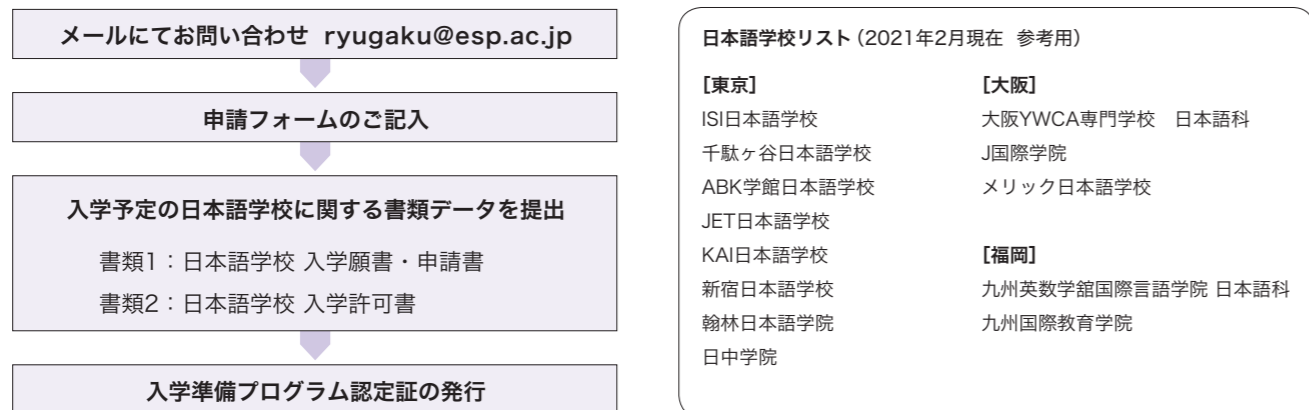 メールにてお問い合わせ ryugaku@esp.ac.jp
申請フォームのご記入
入学予定の日本語学校に関する書類データを提出
書類1：日本語学校 入学願書・申請書
書類2：日本語学校 入学許可書
入学準備プログラム認定証の発行
日本語学校リスト（2021年2月現在 参考用）
［東京］
ISI日本語学校
千駄ヶ谷日本語学校
ABK学館日本語学校
JET日本語学校
KAI日本語学校
新宿日本語学校
翰林日本語学院
日中学院
［大阪］
大阪YWCA専門学校　日本語科
J国際学院
メリック日本語学校
［福岡］
九州英数学舘国際言語学院 日本語科
九州国際教育学院